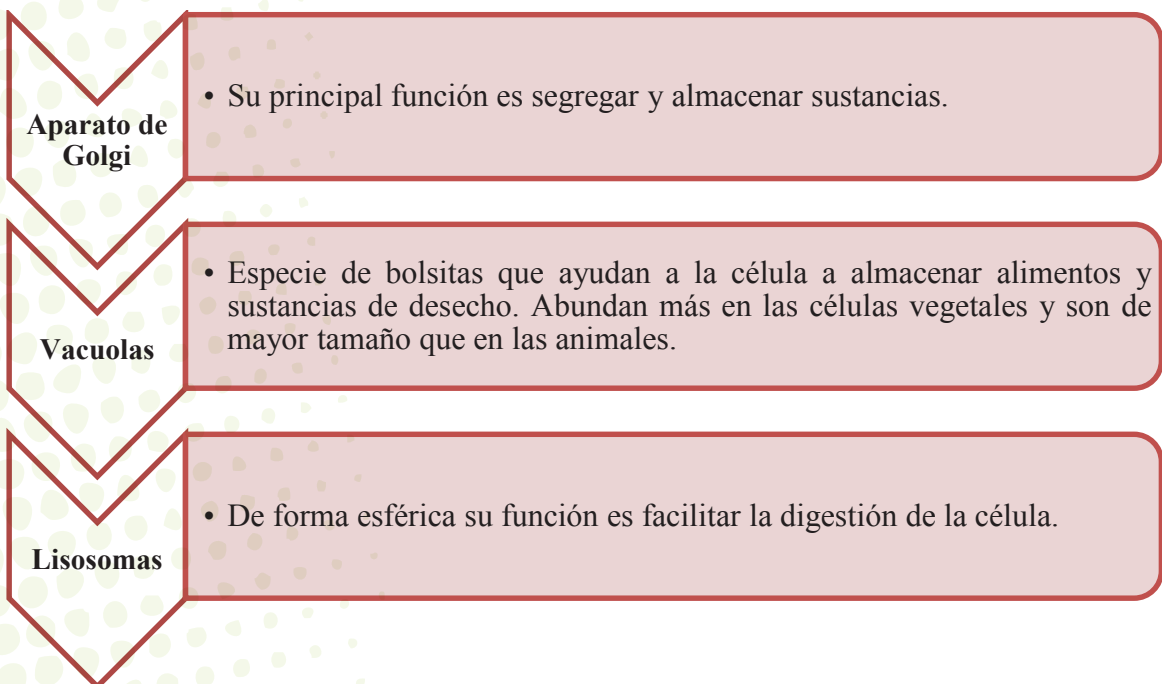 Aparato de
Golgi
• Su principal función es segregar y almacenar sustancias.
Vacuolas
• Especie de bolsitas que ayudan a la célula a almacenar alimentos y
sustancias de desecho. Abundan más en las células vegetales y son de
mayor tamaño que en las animales.
Lisosomas
• De forma esférica su función es facilitar la digestión de la célula.